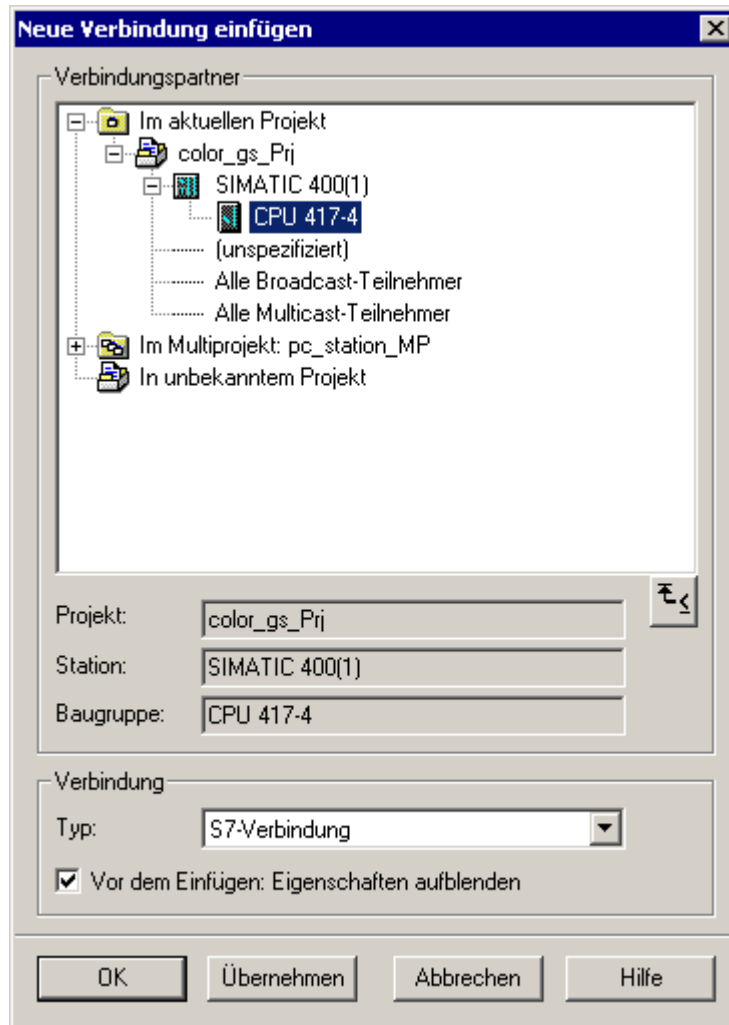 Neue Verbindung einfügen
Verbindungspartner
Im aktuellen Projekt
color_gs_Prj
SIMATIC 400(1)
CPU 417-4
(unspezifiziert)
Alle Broadcast-Teilnehmer
Alle Multicast-Teilnehmer
Im Multiprojekt: pc_station_MP
In unbekanntem Projekt
Projekt: color_gs_Prj
Station: SIMATIC 400(1)
Baugruppe: CPU 417-4
Verbindung
Typ: S7-Verbindung
Vor dem Einfügen: Eigenschaften aufblenden
OK Übernehmen Abbrechen Hilfe